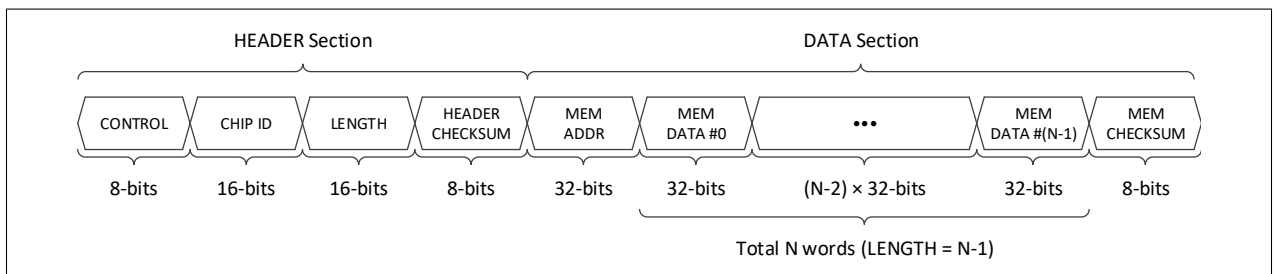 HEADER Section DATA Section
CONTROL CHIP ID LENGTH HEADER CHECKSUM MEM ADDR MEM DATA #0 ••• MEM DATA #(N-1) MEM CHECKSUM
8-bits 16-bits 16-bits 8-bits 32-bits 32-bits (N-2) × 32-bits 32-bits 8-bits
Total N words (LENGTH = N-1)